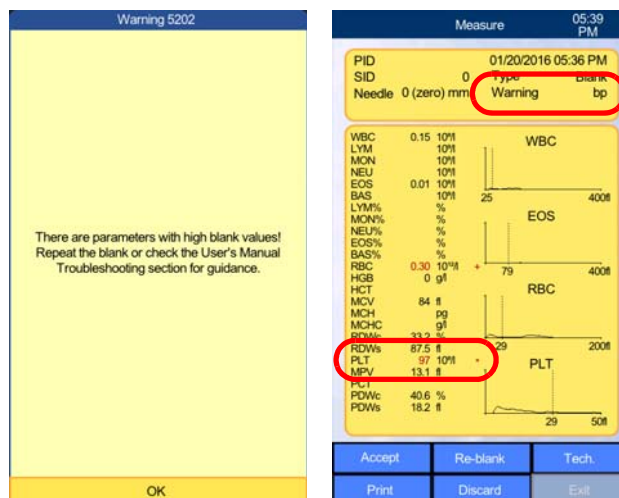 Warning 5202
There are parameters with high blank values!
Repeat the blank or check the User's Manual
Troubleshooting section for guidance.
OK
Measure 05:39 PM
PID 01/20/2016 05:36 PM
SID 0 Type Blank
Needle 0 (zero) mm Warning bp
WBC 0.15 10⁹/l
LYM 10⁹/l
MON 10⁹/l
NEU 10⁹/l
EOS 0.01 10⁹/l
BAS 10⁹/l
LYM% %
MON% %
NEU% %
EOS% %
BAS% %
RBC 0.30 10¹²/l +
HGB 0 g/l
HCT
MCV 84 fl
MCH pg
MCHC g/l
RDWc 33.2 %
RDWs 87.5 fl
PLT 97 10⁹/l *
MPV 13.1 fl
PCT
PDWc 40.6 %
PDWs 18.2 fl
WBC
25 400fl
EOS
79 400fl
RBC
29 200fl
PLT
29 50fl
Accept Re-blank Tech.
Print Discard Exit